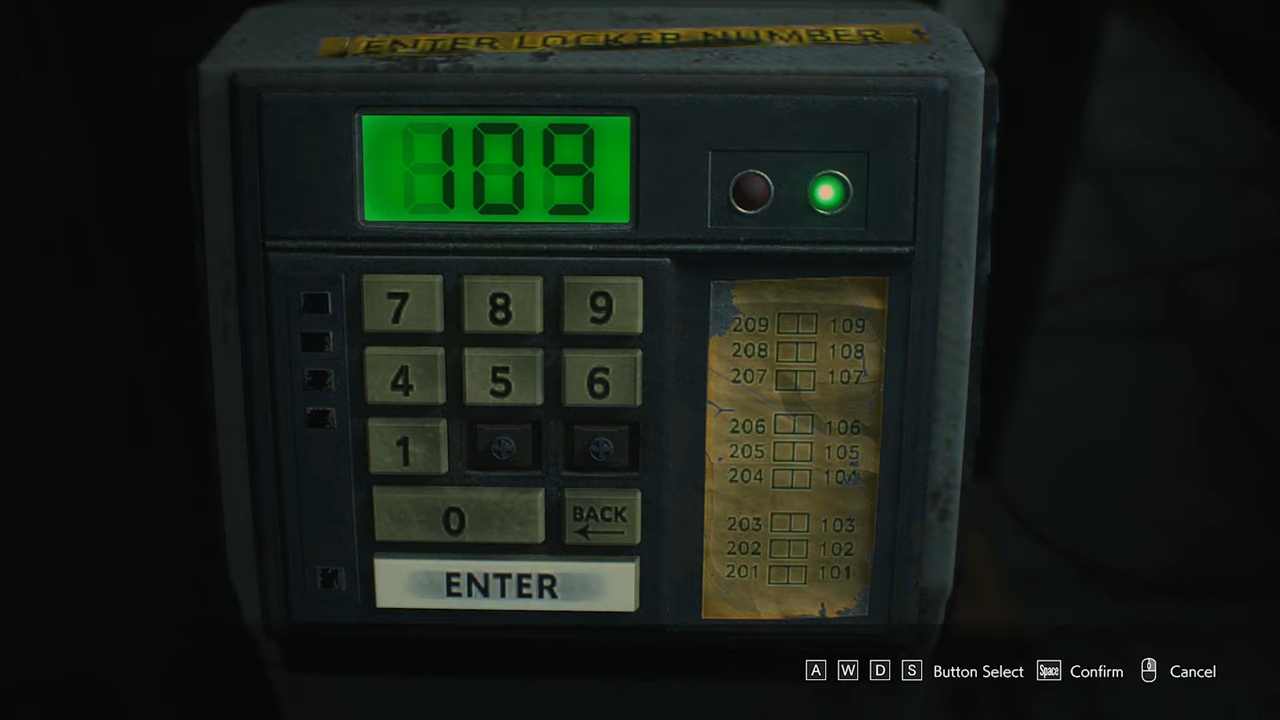 ENTER LOCKER NUMBER
109
7 8 9
4 5 6
1
0 BACK
ENTER
209 109
208 108
207 107
206 106
205 105
204 104
203 103
202 102
201 101
A W D S Button Select Space Confirm Cancel